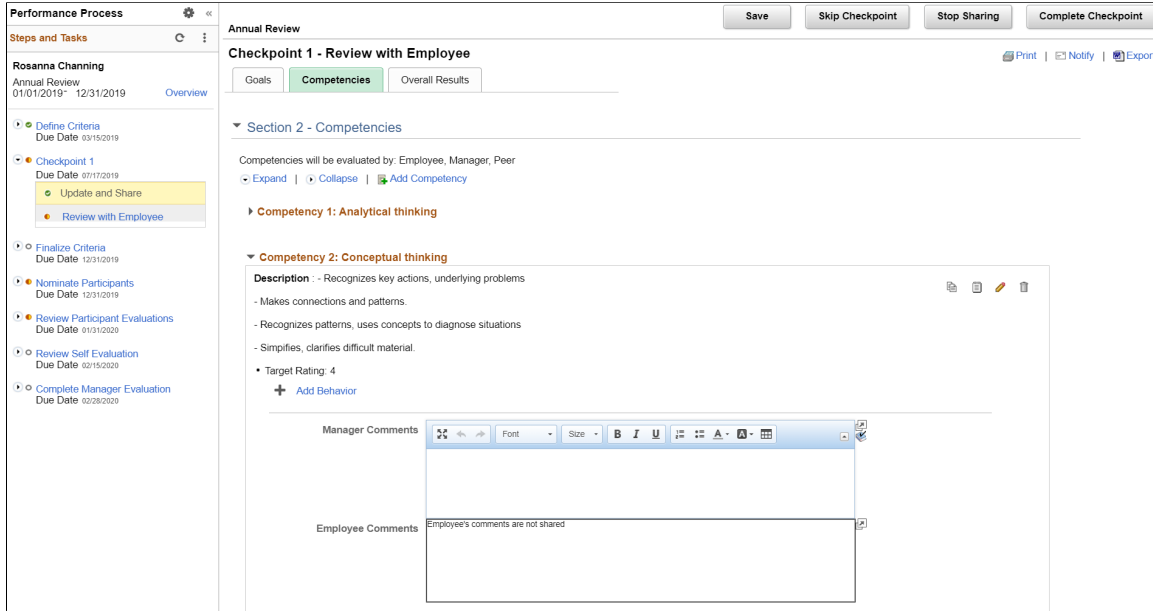 Performance Process «
Steps and Tasks
Rosanna Channing
Annual Review
01/01/2019- 12/31/2019 Overview
Define Criteria
Due Date 03/15/2019
Checkpoint 1
Due Date 07/17/2019
Update and Share
Review with Employee
Finalize Criteria
Due Date 12/31/2019
Nominate Participants
Due Date 12/31/2019
Review Participant Evaluations
Due Date 01/31/2020
Review Self Evaluation
Due Date 02/15/2020
Complete Manager Evaluation
Due Date 02/28/2020
Save Skip Checkpoint Stop Sharing Complete Checkpoint
Annual Review
Checkpoint 1 - Review with Employee
Print | Notify | Expor
Goals Competencies Overall Results
Section 2 - Competencies
Competencies will be evaluated by: Employee, Manager, Peer
Expand | Collapse | Add Competency
Competency 1: Analytical thinking
Competency 2: Conceptual thinking
Description : - Recognizes key actions, underlying problems
- Makes connections and patterns.
- Recognizes patterns, uses concepts to diagnose situations
- Simpifies, clarifies difficult material.
• Target Rating: 4
Add Behavior
Manager Comments
Font Size B I U A A
Employee Comments
Employee's comments are not shared